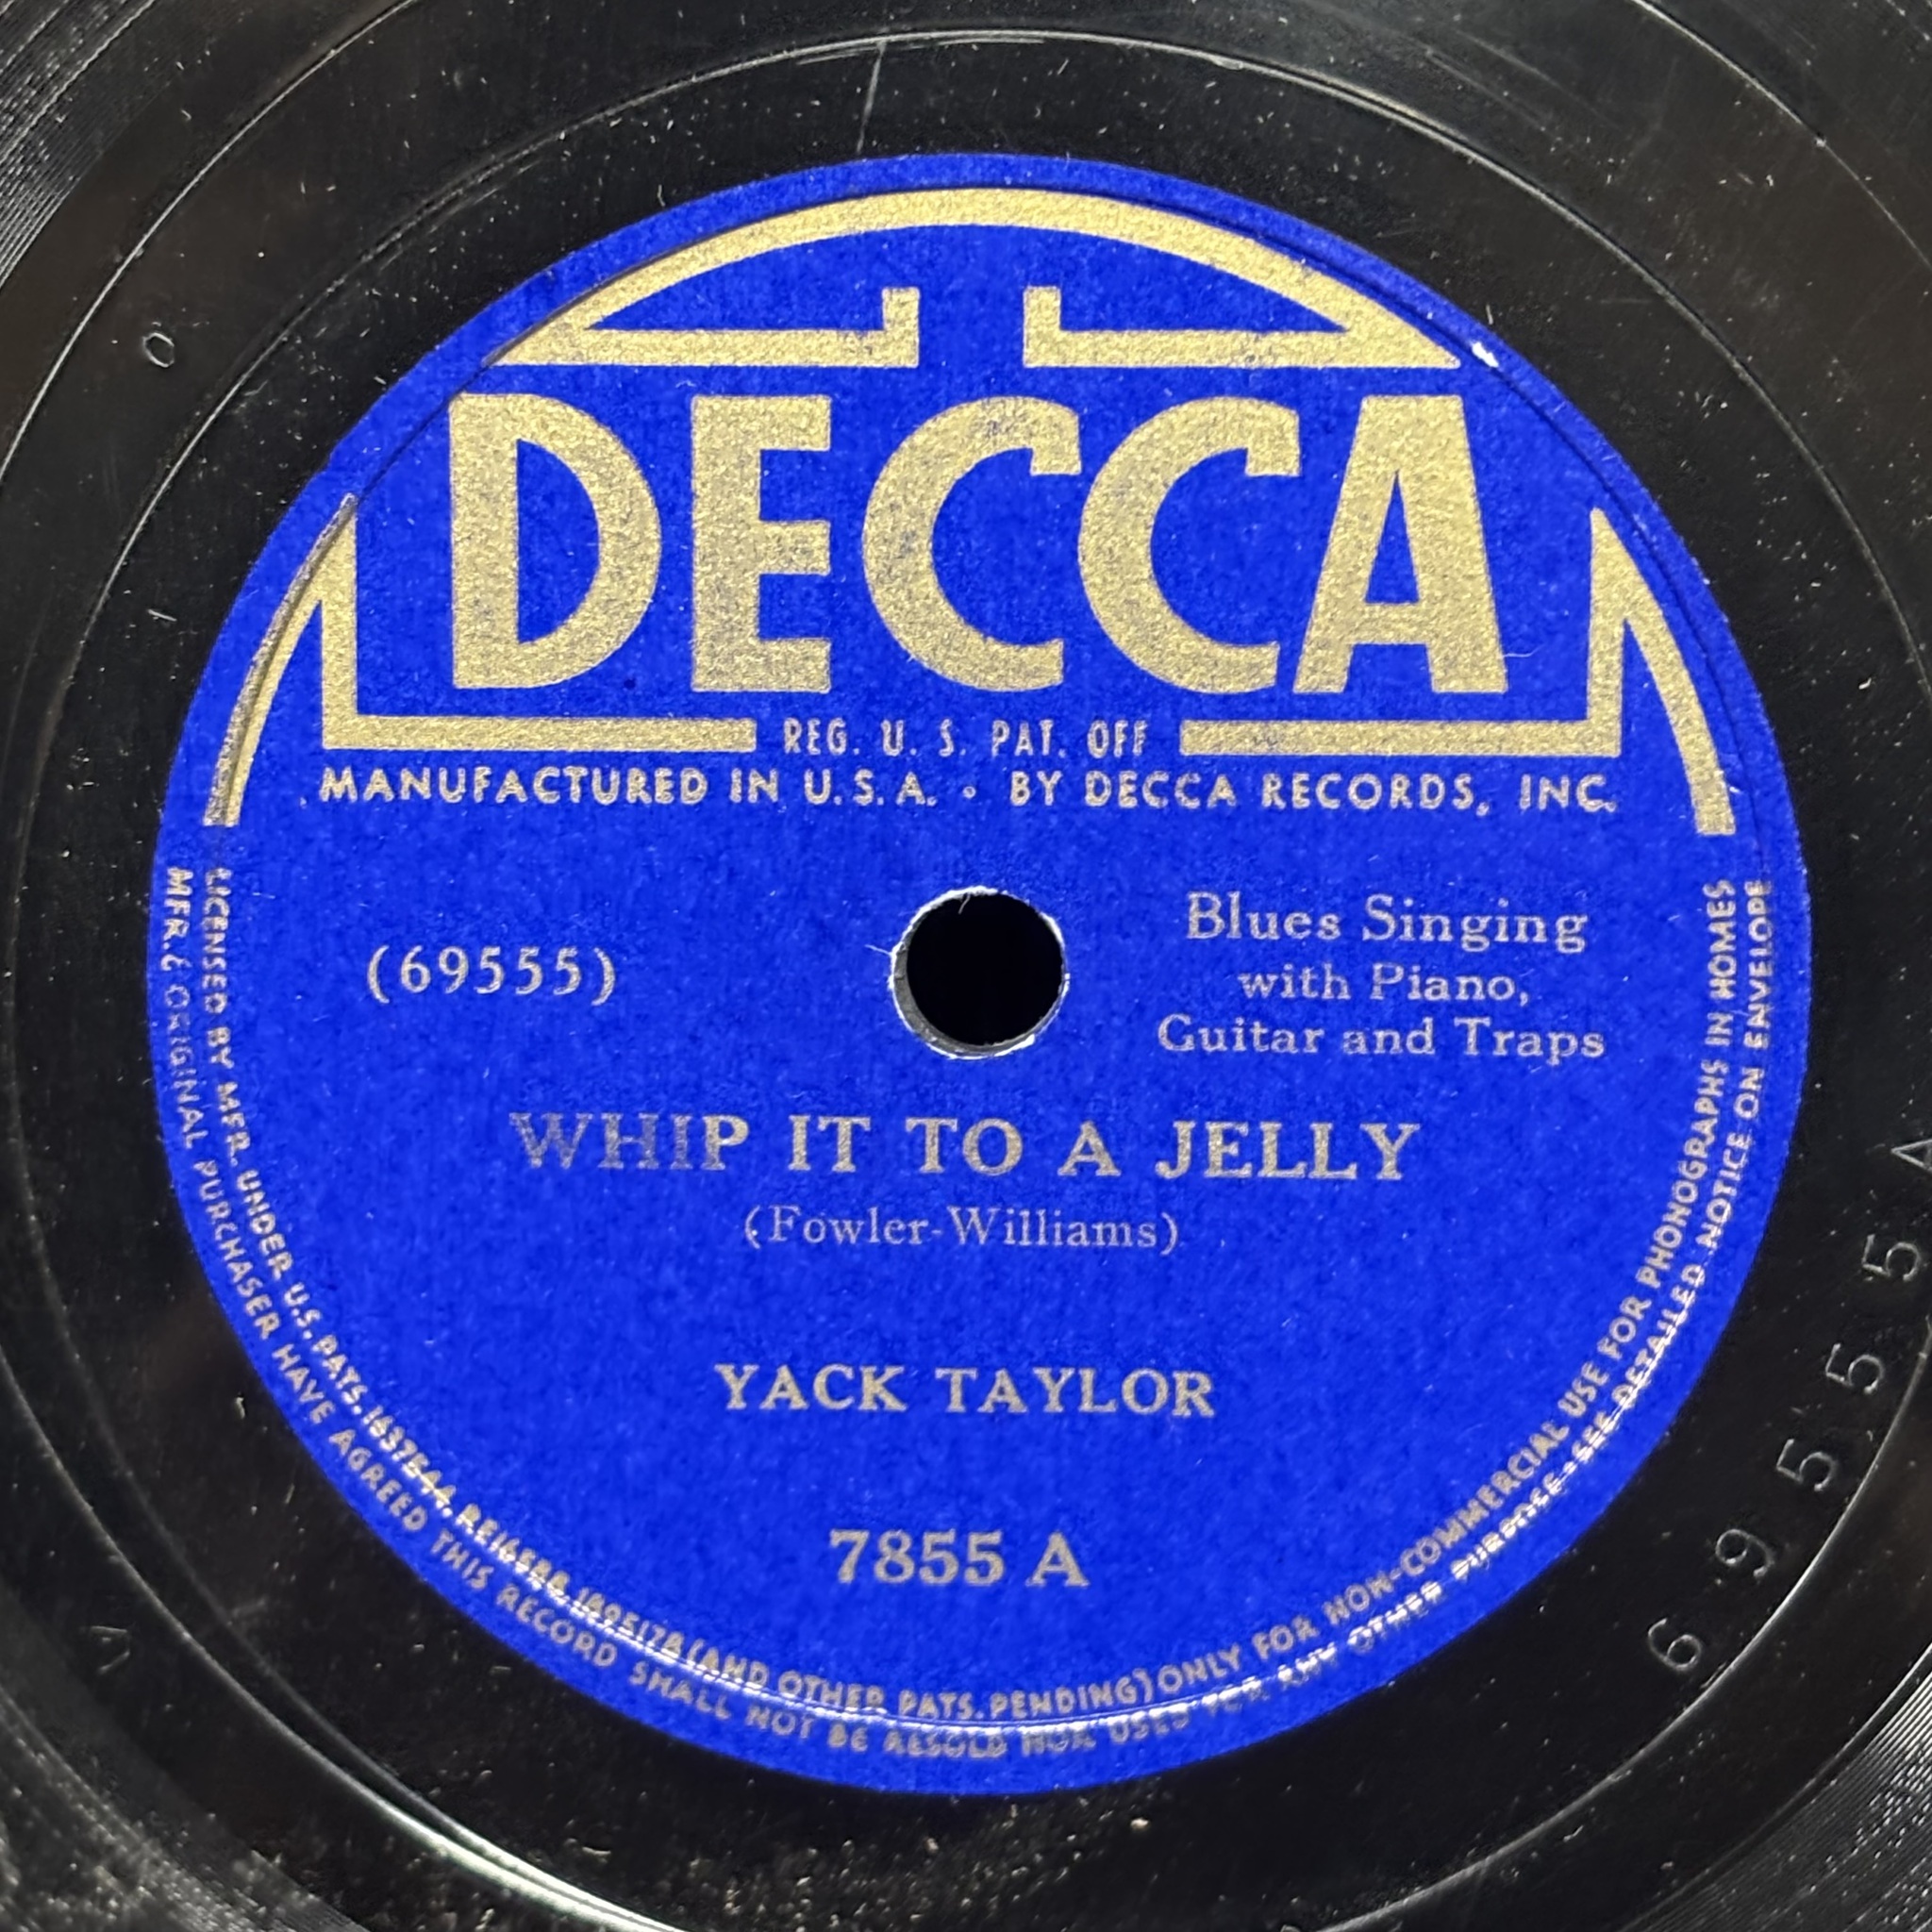 DECCA
REG. U. S. PAT. OFF
MANUFACTURED IN U.S.A. • BY DECCA RECORDS, INC.
(69555)
Blues Singing
with Piano,
Guitar and Traps
WHIP IT TO A JELLY
(Fowler-Williams)
YACK TAYLOR
7855 A
LICENSED BY MFR. UNDER U.S. PATS. 1637544, RE16588, 1895178 (AND OTHER PATS. PENDING) ONLY FOR NON-COMMERCIAL USE FOR PHONOGRAPHS IN HOMES
MFR. & ORIGINAL PURCHASER HAVE AGREED THIS RECORD SHALL NOT BE RESOLD NOR USED FOR ANY OTHER PURPOSE • SEE DETAILED NOTICE ON ENVELOPE
69555A